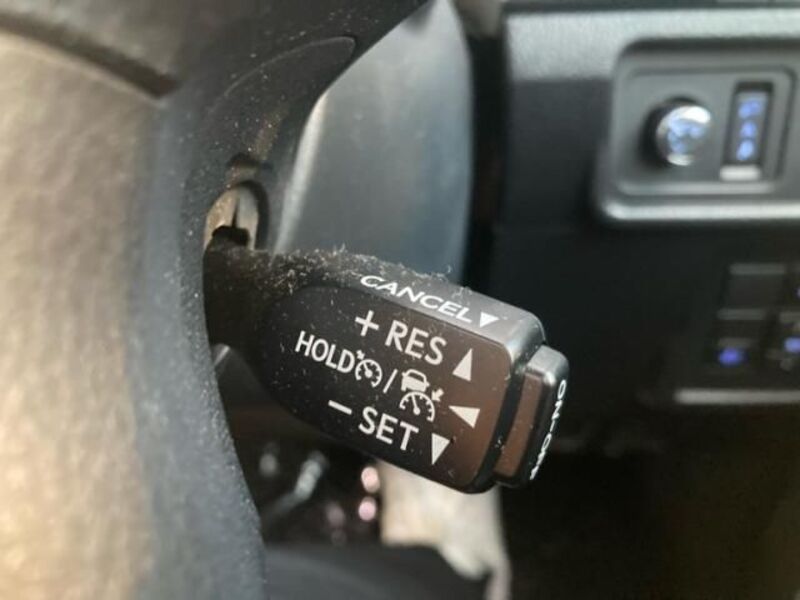 CANCEL▼
+ RES ▲
HOLD / ◀
− SET ▼
ON-OFF